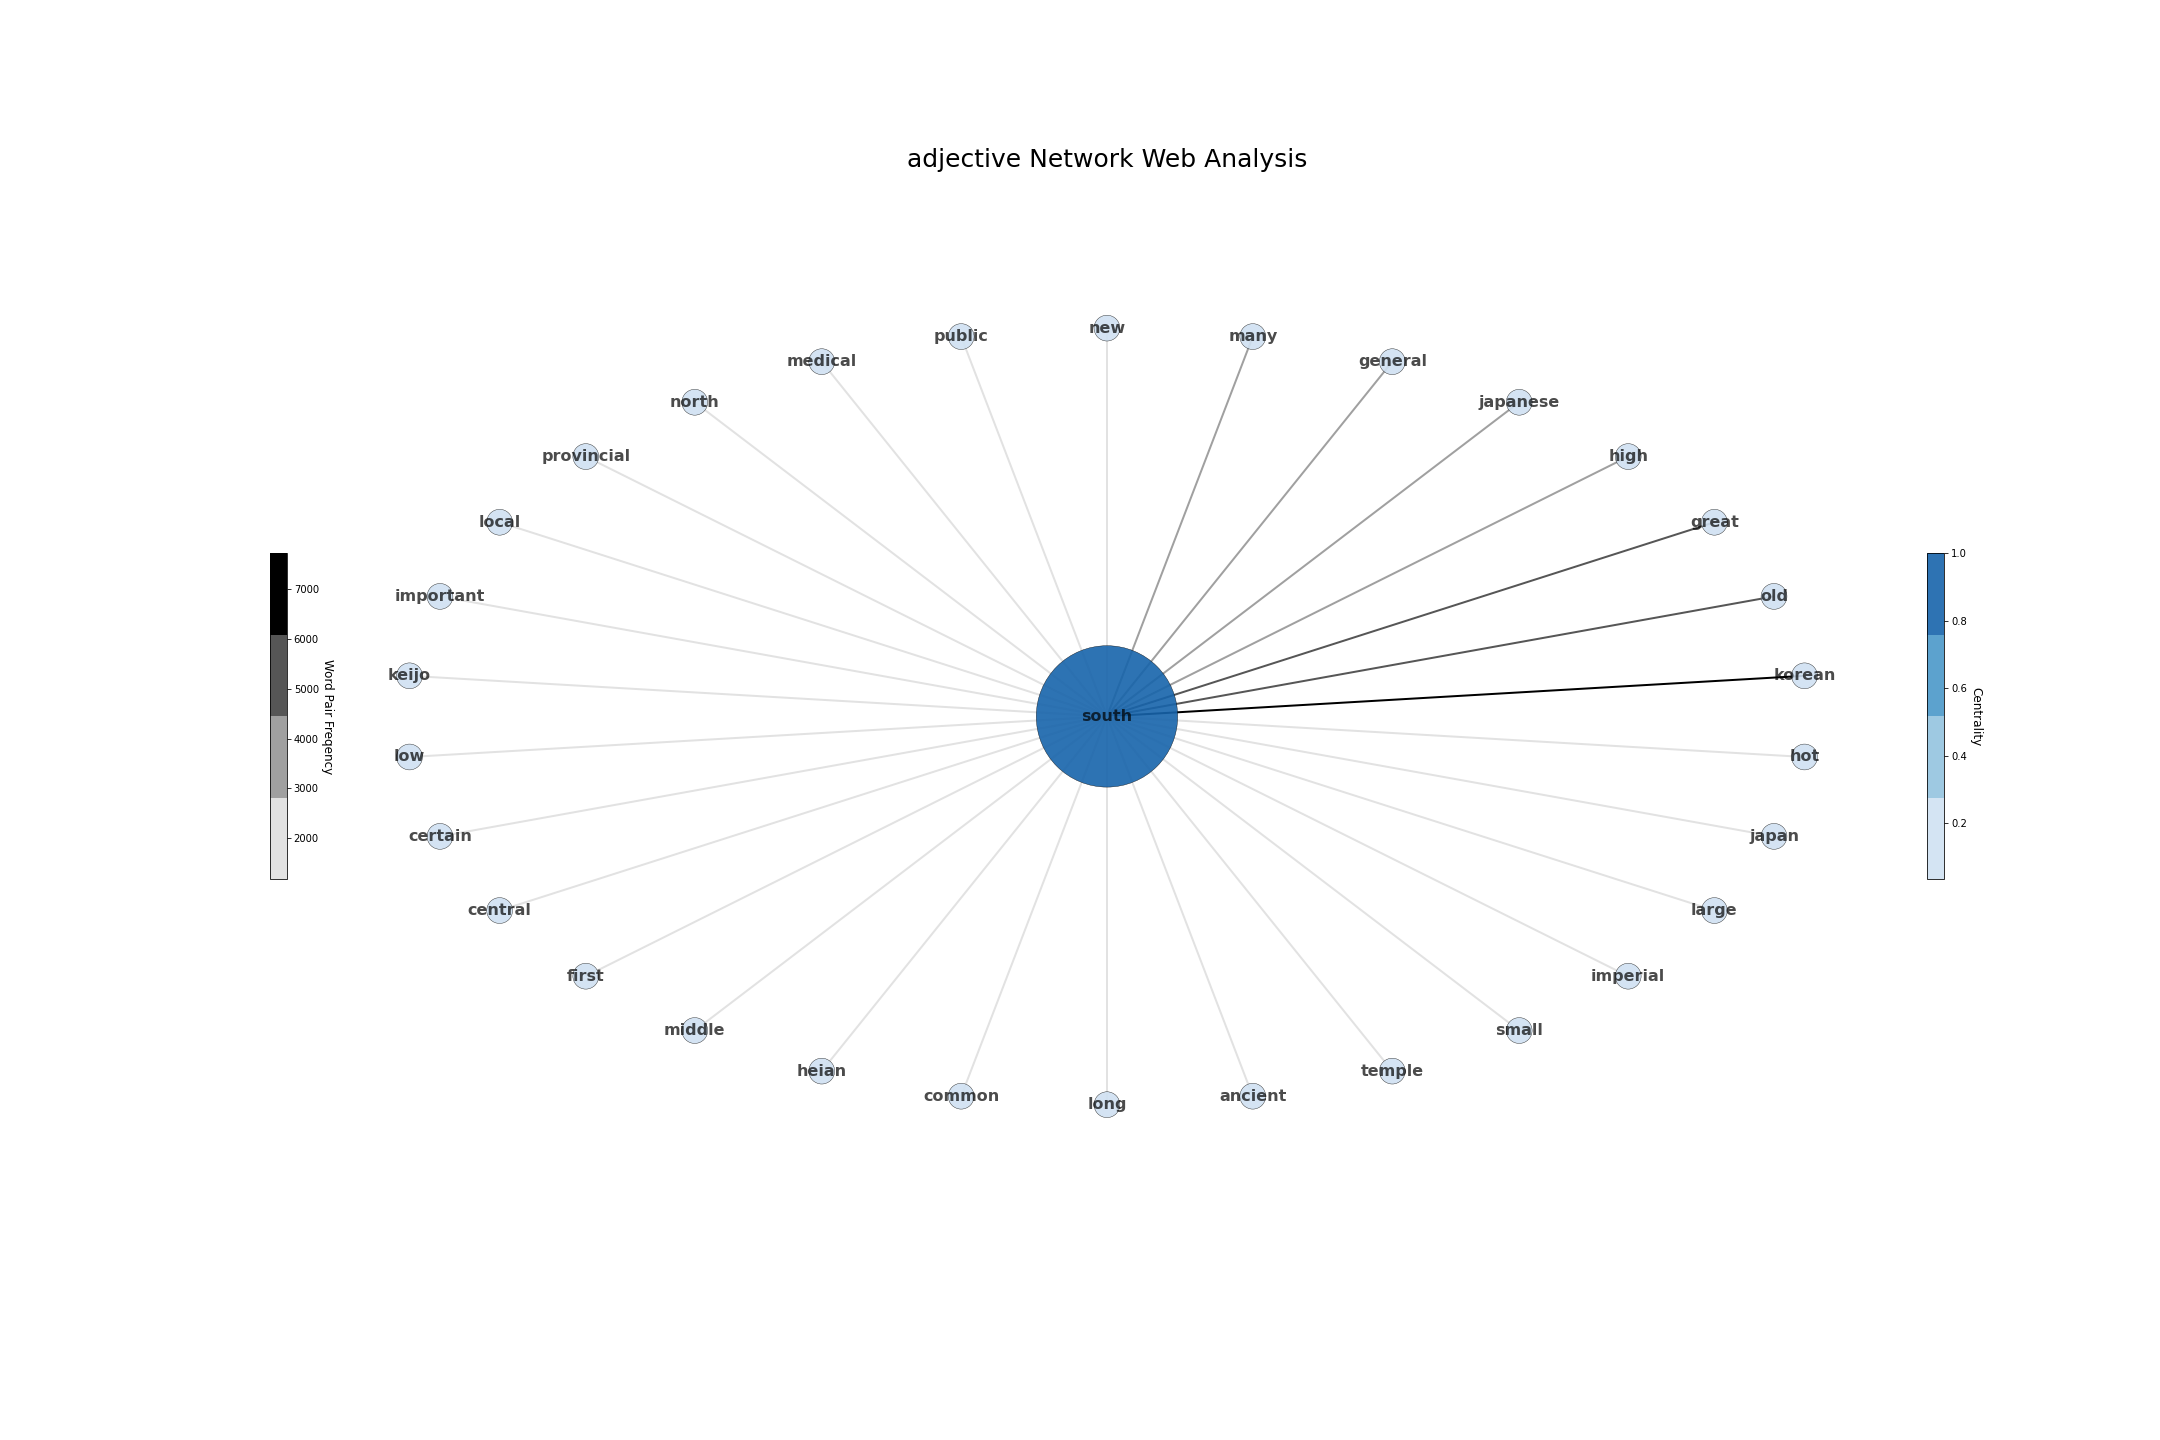 adjective Network Web Analysis
new
public
many
medical
general
north
japanese
provincial
high
local
great
important
old
keijo
korean
south
low
hot
certain
japan
central
large
first
imperial
middle
small
heian
temple
common
ancient
long
7000
6000
5000
4000
3000
2000
Word Pair Freqency
1.0
0.8
0.6
0.4
0.2
Centrality